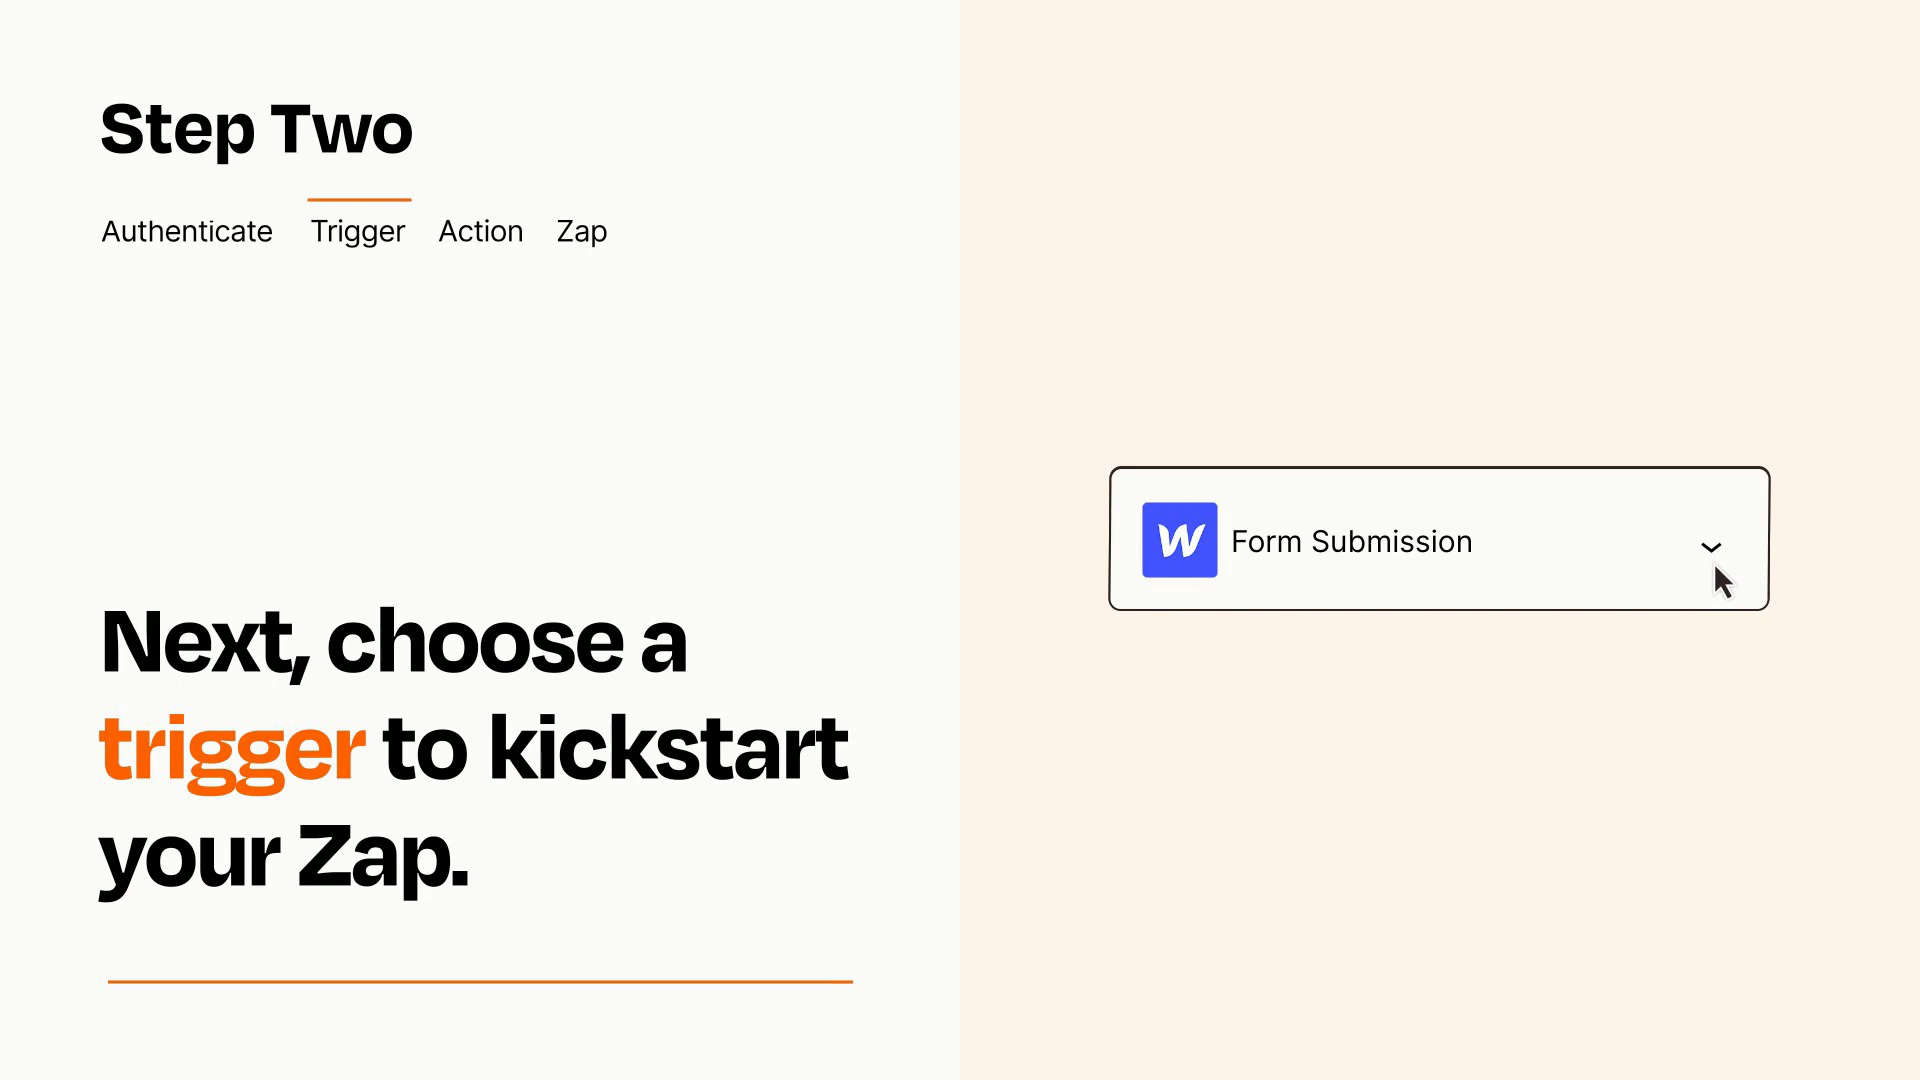 Step Two
Authenticate Trigger Action Zap
Next, choose a
trigger to kickstart
your Zap.
Form Submission